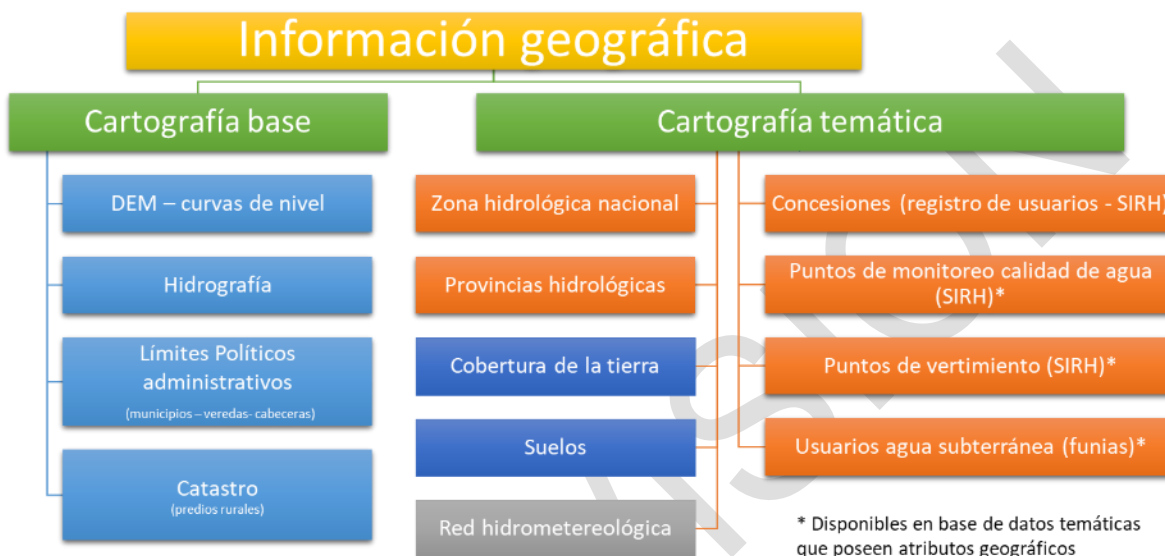 Información geográfica
Cartografía base
Cartografía temática
DEM – curvas de nivel
Hidrografía
Límites Políticos
administrativos
(municipios – veredas- cabeceras)
Catastro
(predios rurales)
Zona hidrológica nacional
Provincias hidrológicas
Cobertura de la tierra
Suelos
Red hidrometereológica
Concesiones (registro de usuarios - SIRH)
Puntos de monitoreo calidad de agua
(SIRH)*
Puntos de vertimiento (SIRH)*
Usuarios agua subterránea (funias)*
* Disponibles en base de datos temáticas
que poseen atributos geográficos